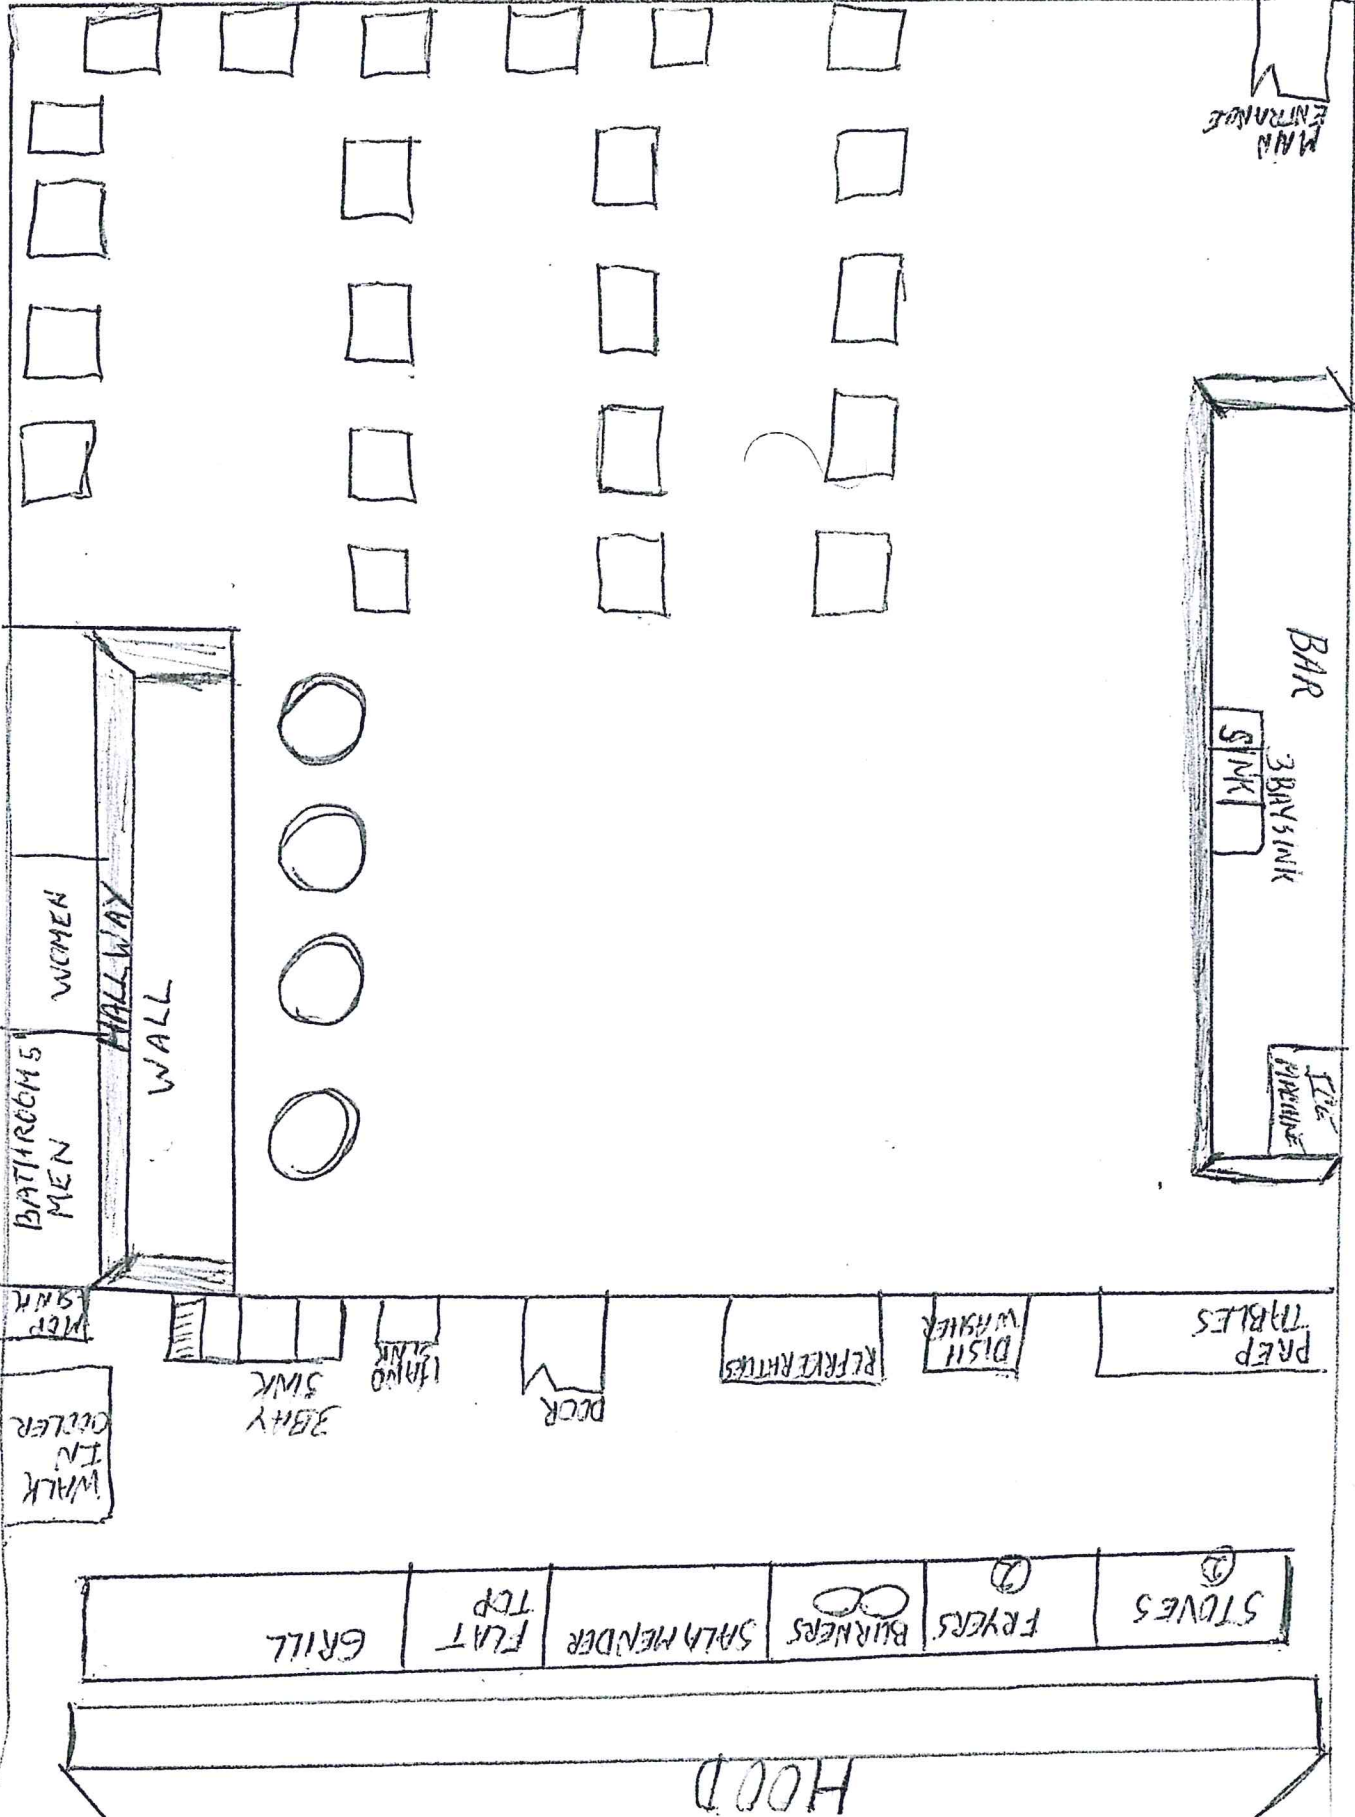 MAIN
ENTRANCE
BAR
SINK
3 BAY SINK
ICE
MACHINE
WOMEN
HALLWAY
WALL
BATHROOMS
MEN
MOP
SINK
3 BAY
SINK
HAND
SINK
DOOR
DISH
WASHER
PREP
TABLES
WALK
IN
COOLER
STOVES
2
FRYERS
2
BURNERS
SALAMENDER
FLAT
TOP
GRILL
HOOD